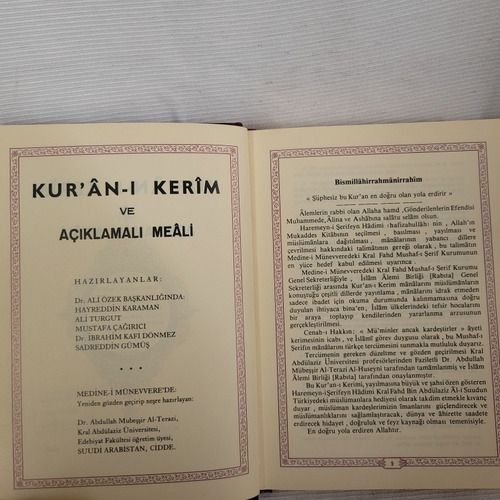 KUR'ÂN-I KERÎM
VE
AÇIKLAMALI MEÂLİ
HAZIRLAYANLAR:
Dr. ALİ ÖZEK BAŞKANLIĞINDA:
HAYREDDİN KARAMAN
ALİ TURGUT
MUSTAFA ÇAĞIRICI
Dr. İBRAHİM KAFİ DÖNMEZ
SADREDDİN GÜMÜŞ
* * *
MEDINE-İ MÜNEVVERE'DE:
Yeniden gözden geçirip neşre hazırlayan:
Dr. Abdullah Mubeşşir Al-Terazi,
Kral Abdülaziz Üniversitesi,
Edebiyat Fakültesi öğretim üyesi,
SUUDİ ARABİSTAN, CİDDE.
Bismillâhirrahmânirrahîm
« Şüphesiz bu Kur'an en doğru olan yola erdirir »
Âlemlerin rabbi olan Allaha hamd ,Gönderilenlerin Efendisi
Muhammede,Âlina ve Ashâbına salâtu selâm olsun.
Haremeyn-i Şerifeyn Hâdimi -hafizahullâh- nin , Allah'ın
Mukaddes Kitâbının seçilmesi , basılması , yayılması ve
müslümanlara dağıtılması , mânâlarının yabancı dillere
çevrilmesi hakkındaki talimâtının gereği olarak , bu talimâtın
Medine-i Münevveredeki Kral Fahd Mushaf-ı Şerif Kurumunun
en yüce hedef kabul edilmesi uyarınca .
Medine-i Münevveredeki Kral Fahd Mushaf-ı Şerif Kurumu
Genel Sekreterliğiyle , İslâm Âlemi Birliği [Rabıta] Genel
Sekreterliği arasında Kur'an-ı Kerim mânâlarını müslümanların
konuştuğu çeşitli dillerde yayınlama , mânâlarını idrak etmeden
sadece ibadet için okuma durumunda kalınmamasına doğru
duyulan ihtiyaca bina'en, İslâm ülkelerindeki tefsir hocalarını
bir araya toplayıp kendilerinden yararlanma arzusunun
gerçekleştirilmesi.
Cenab-ı Hakkın : « Mü'minler ancak kardeştirler » âyeti
kerimesinin icabı , ve İslâmî görev duygusu olarak , bu Mushaf-ı
Şerifin mânâlarını türkçe tercümesini sunmakla mutluluk duyarız.
Tercümenin gereken düzeltme ve gözden geçirilmesi Kral
Abdülaziz Üniversitesi profesörlerinden Faziletli Dr. Abdullah
Mübeşşir Al-Terazi Al-Huseyni tarafından tamamlanmış ve İslâm
Âlemi Birliği [Rabıta] tarafından onaylanmıştır.
Bu Kur'an-ı Kerimi, yayılmasına büyük ve şahsi özen gösteren
Haremeyn-i Şerifeyn Hâdimi Kral Fahd Bin Abdülaziz Âl-i Suudun
Türkiyedeki müslümanlara hediyesi olarak takdim etmekle kıvanç
duyar , müslüman kardeşlerimizin îmanlarını güçlendirecek ve
müslümanlıklarını sağlamlaştıracak, dünya ve âhirette saadete
erdirecek hidayet , doğruluk ve feyz kaynağı olması temenisiyle.
En doğru yola erdiren Allahtır.